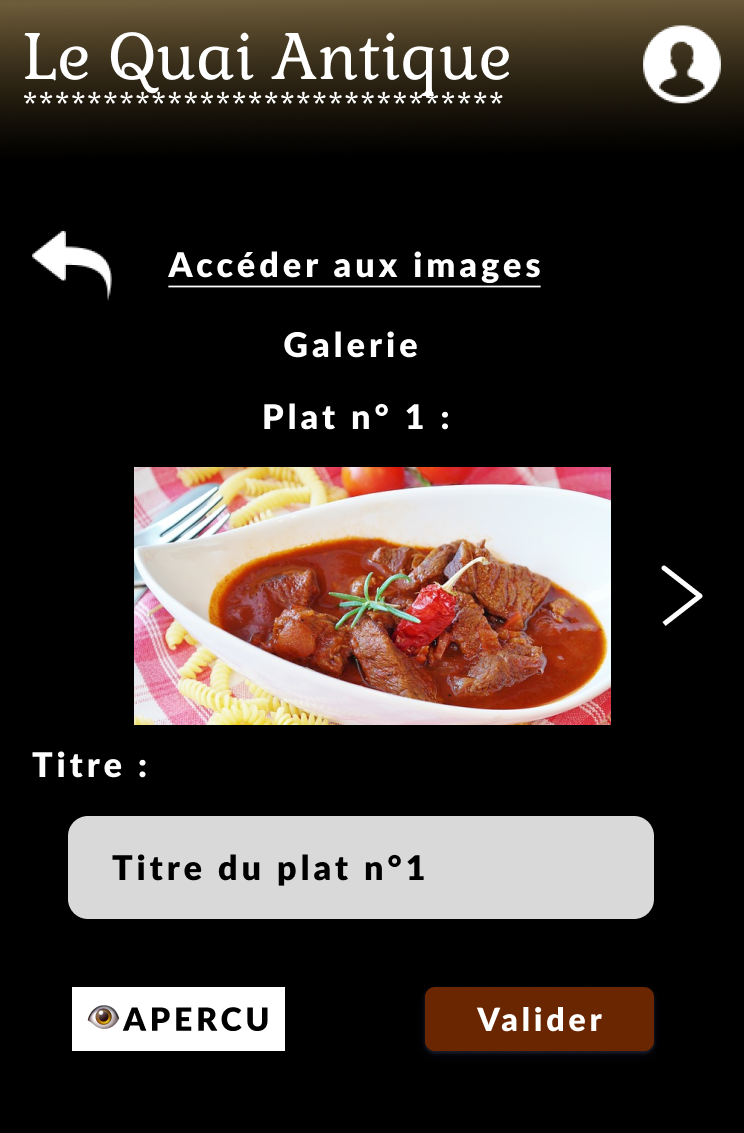 Le Quai Antique
******************************
Accéder aux images
Galerie
Plat n° 1 :
Titre :
Titre du plat n°1
👁APERCU
Valider